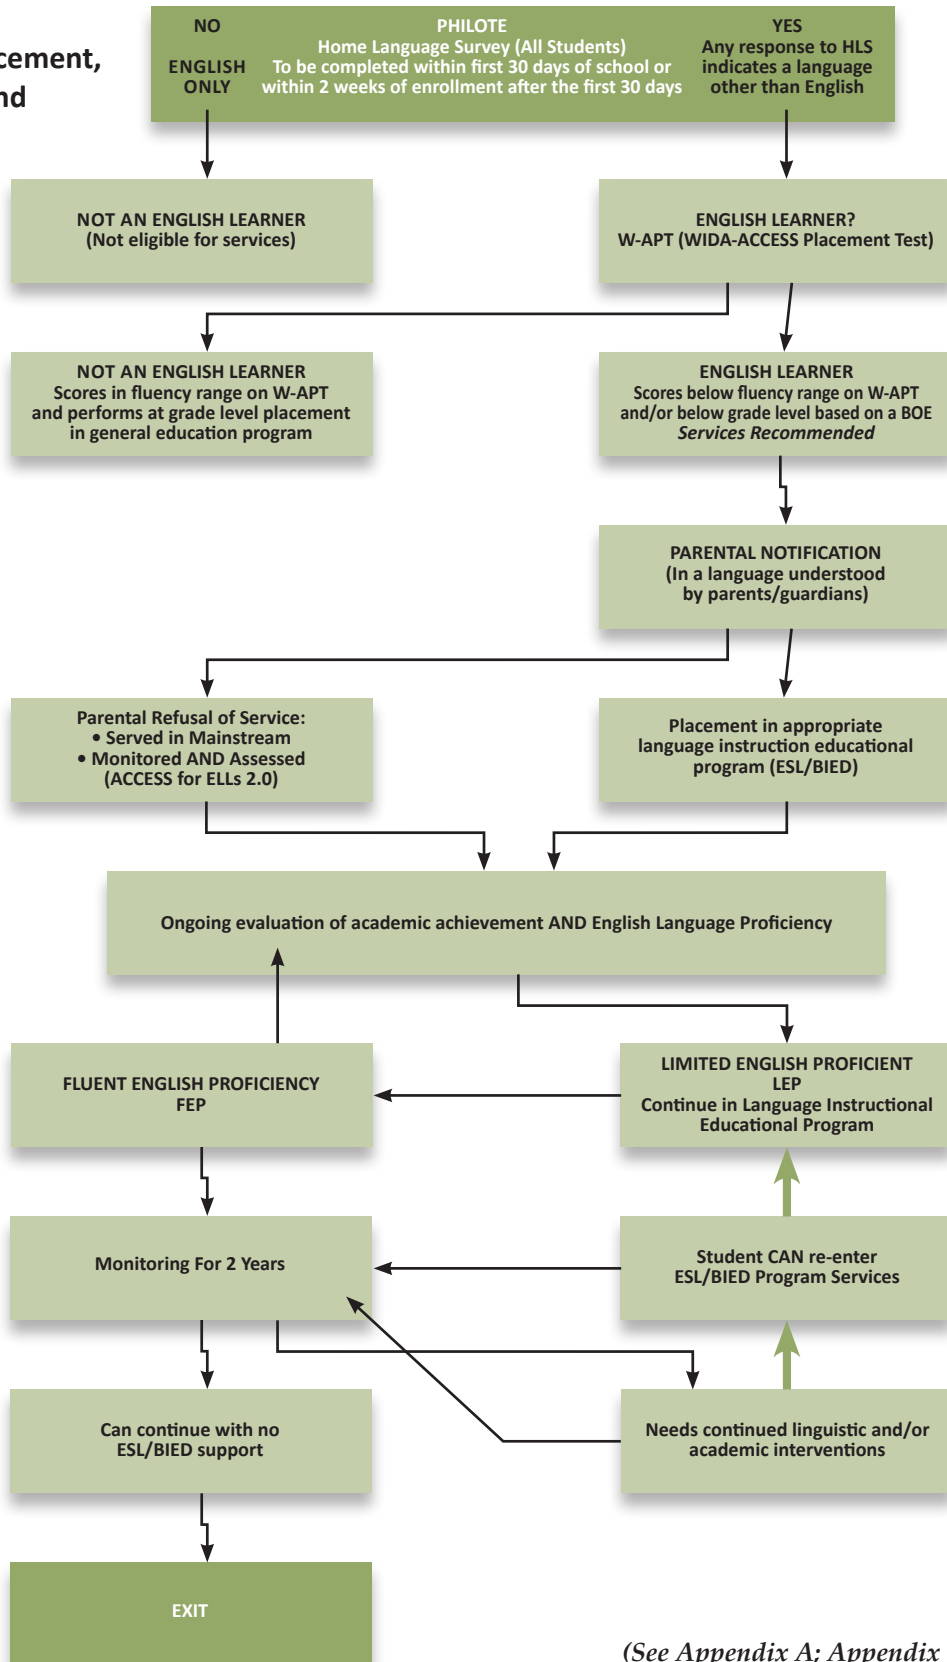 cement,
nd
NO
ENGLISH
ONLY
PHILOTE
Home Language Survey (All Students)
To be completed within first 30 days of school or
within 2 weeks of enrollment after the first 30 days
YES
Any response to HLS
indicates a language
other than English
NOT AN ENGLISH LEARNER
(Not eligible for services)
ENGLISH LEARNER?
W-APT (WIDA-ACCESS Placement Test)
NOT AN ENGLISH LEARNER
Scores in fluency range on W-APT
and performs at grade level placement
in general education program
ENGLISH LEARNER
Scores below fluency range on W-APT
and/or below grade level based on a BOE
Services Recommended
PARENTAL NOTIFICATION
(In a language understood
by parents/guardians)
Parental Refusal of Service:
• Served in Mainstream
• Monitored AND Assessed
(ACCESS for ELLs 2.0)
Placement in appropriate
language instruction educational
program (ESL/BIED)
Ongoing evaluation of academic achievement AND English Language Proficiency
FLUENT ENGLISH PROFICIENCY
FEP
LIMITED ENGLISH PROFICIENT
LEP
Continue in Language Instructional
Educational Program
Monitoring For 2 Years
Student CAN re-enter
ESL/BIED Program Services
Can continue with no
ESL/BIED support
Needs continued linguistic and/or
academic interventions
EXIT
(See Appendix A; Appendix